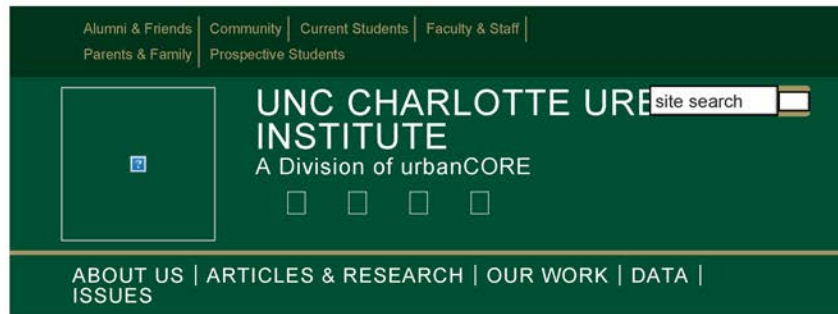 Alumni & Friends Community Current Students Faculty & Staff
Parents & Family Prospective Students
UNC CHARLOTTE
site search
INSTITUTE
A Division of urbanCORE
ABOUT US | ARTICLES & RESEARCH | OUR WORK | DATA |
ISSUES